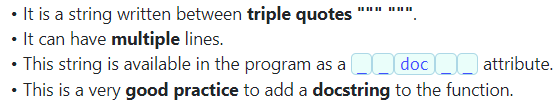 • It is a string written between triple quotes """ """.
• It can have multiple lines.
• This string is available in the program as a __doc__ attribute.
• This is a very good practice to add a docstring to the function.